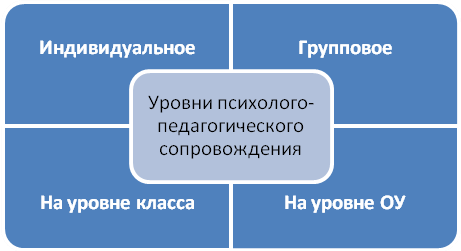 Индивидуальное
Групповое
Уровни психолого-
педагогического
сопровождения
На уровне класса
На уровне ОУ